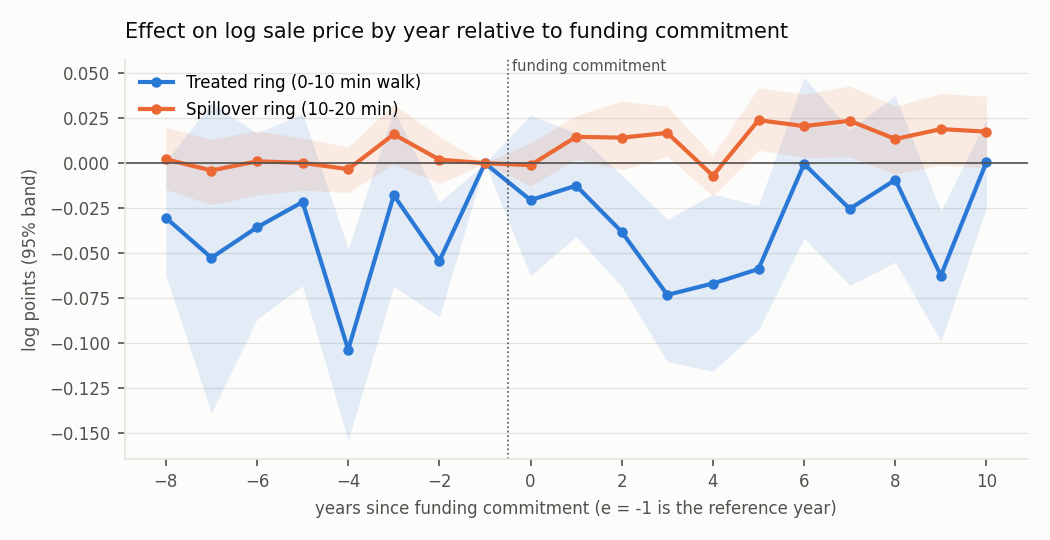 Effect on log sale price by year relative to funding commitment
funding commitment
Treated ring (0-10 min walk)
Spillover ring (10-20 min)
log points (95% band)
0.050
0.025
0.000
−0.025
−0.050
−0.075
−0.100
−0.125
−0.150
−8 −6 −4 −2 0 2 4 6 8 10
years since funding commitment (e = -1 is the reference year)